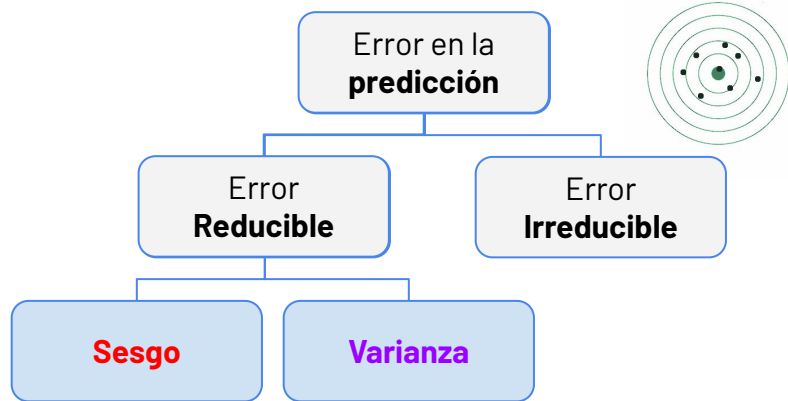 Error en la
predicción
Error
Reducible
Error
Irreducible
Sesgo
Varianza